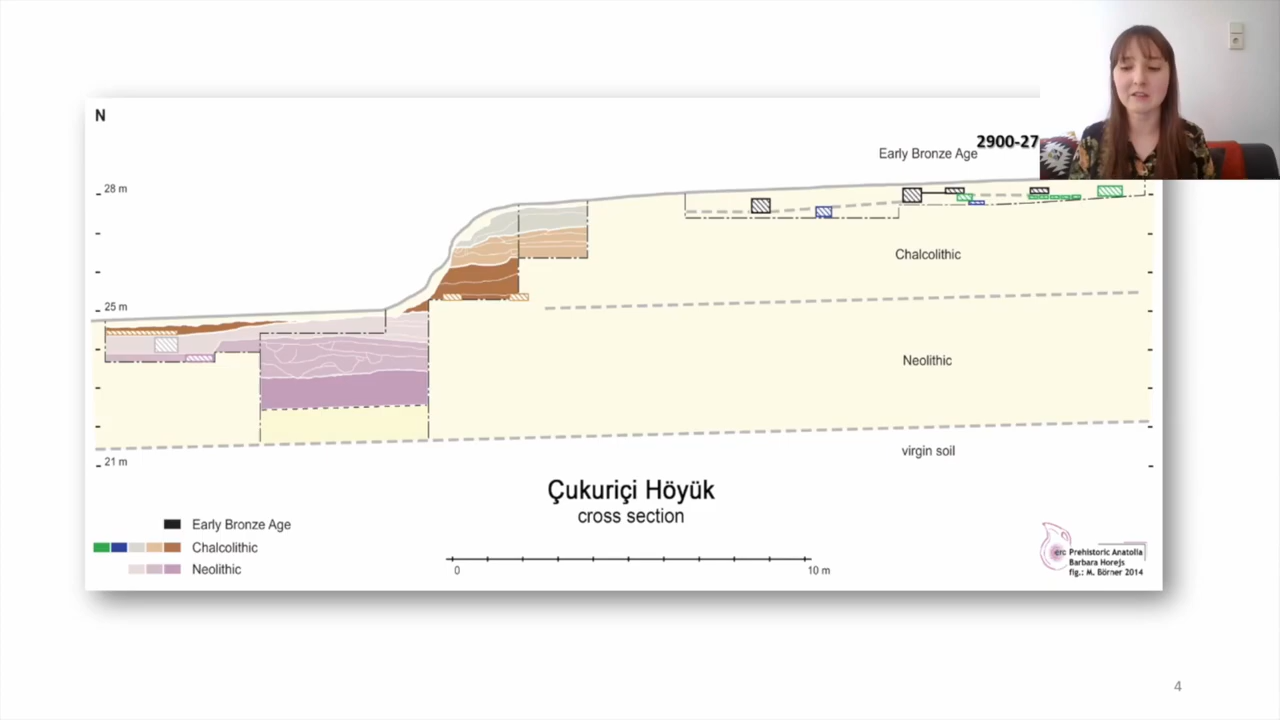 N
2900-27
Early Bronze Age
28 m
Chalcolithic
25 m
Neolithic
virgin soil
21 m
Çukuriçi Höyük
cross section
Early Bronze Age
Chalcolithic
Neolithic
0
10 m
erc Prehistoric Anatolia
Barbara Horejs
fig.: M. Börner 2014
4